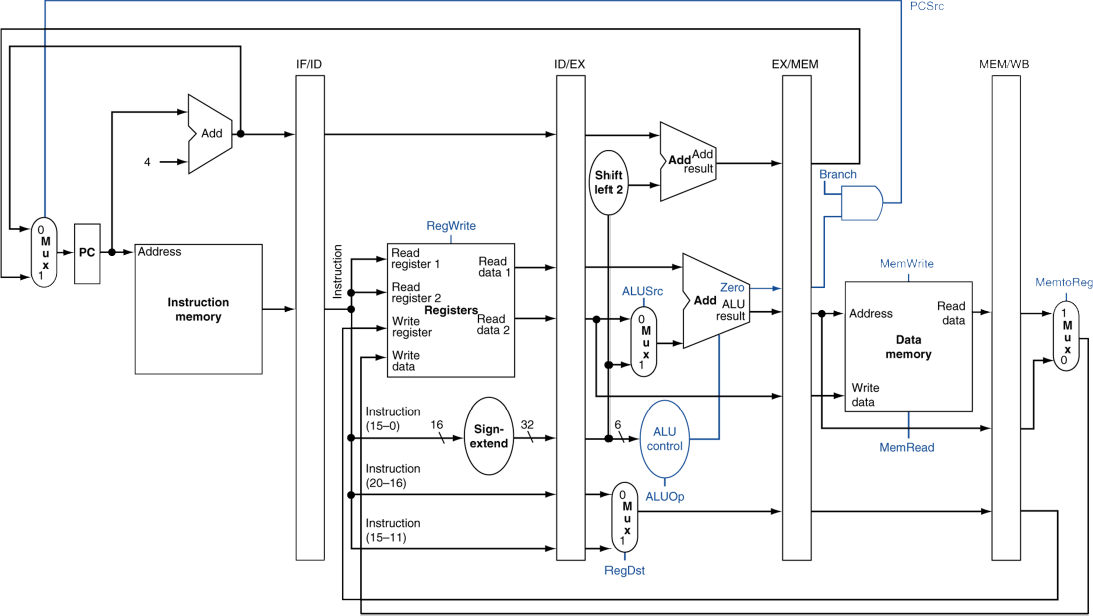 PCSrc
IF/ID
ID/EX
EX/MEM
MEM/WB
Add
4
Shift
left 2
Add Add
result
Branch
0
M
u
x
1
PC
Address
Instruction
memory
Instruction
RegWrite
Read
register 1
Read
register 2
Write
register
Write
data
Registers
Read
data 1
Read
data 2
ALUSrc
0
M
u
x
1
Add
Zero
ALU
result
MemWrite
Address
Read
data
Data
memory
Write
data
MemRead
MemtoReg
1
M
u
x
0
Instruction
(15–0)
16
Sign-
extend
32
6
ALU
control
ALUOp
Instruction
(20–16)
Instruction
(15–11)
0
M
u
x
1
RegDst